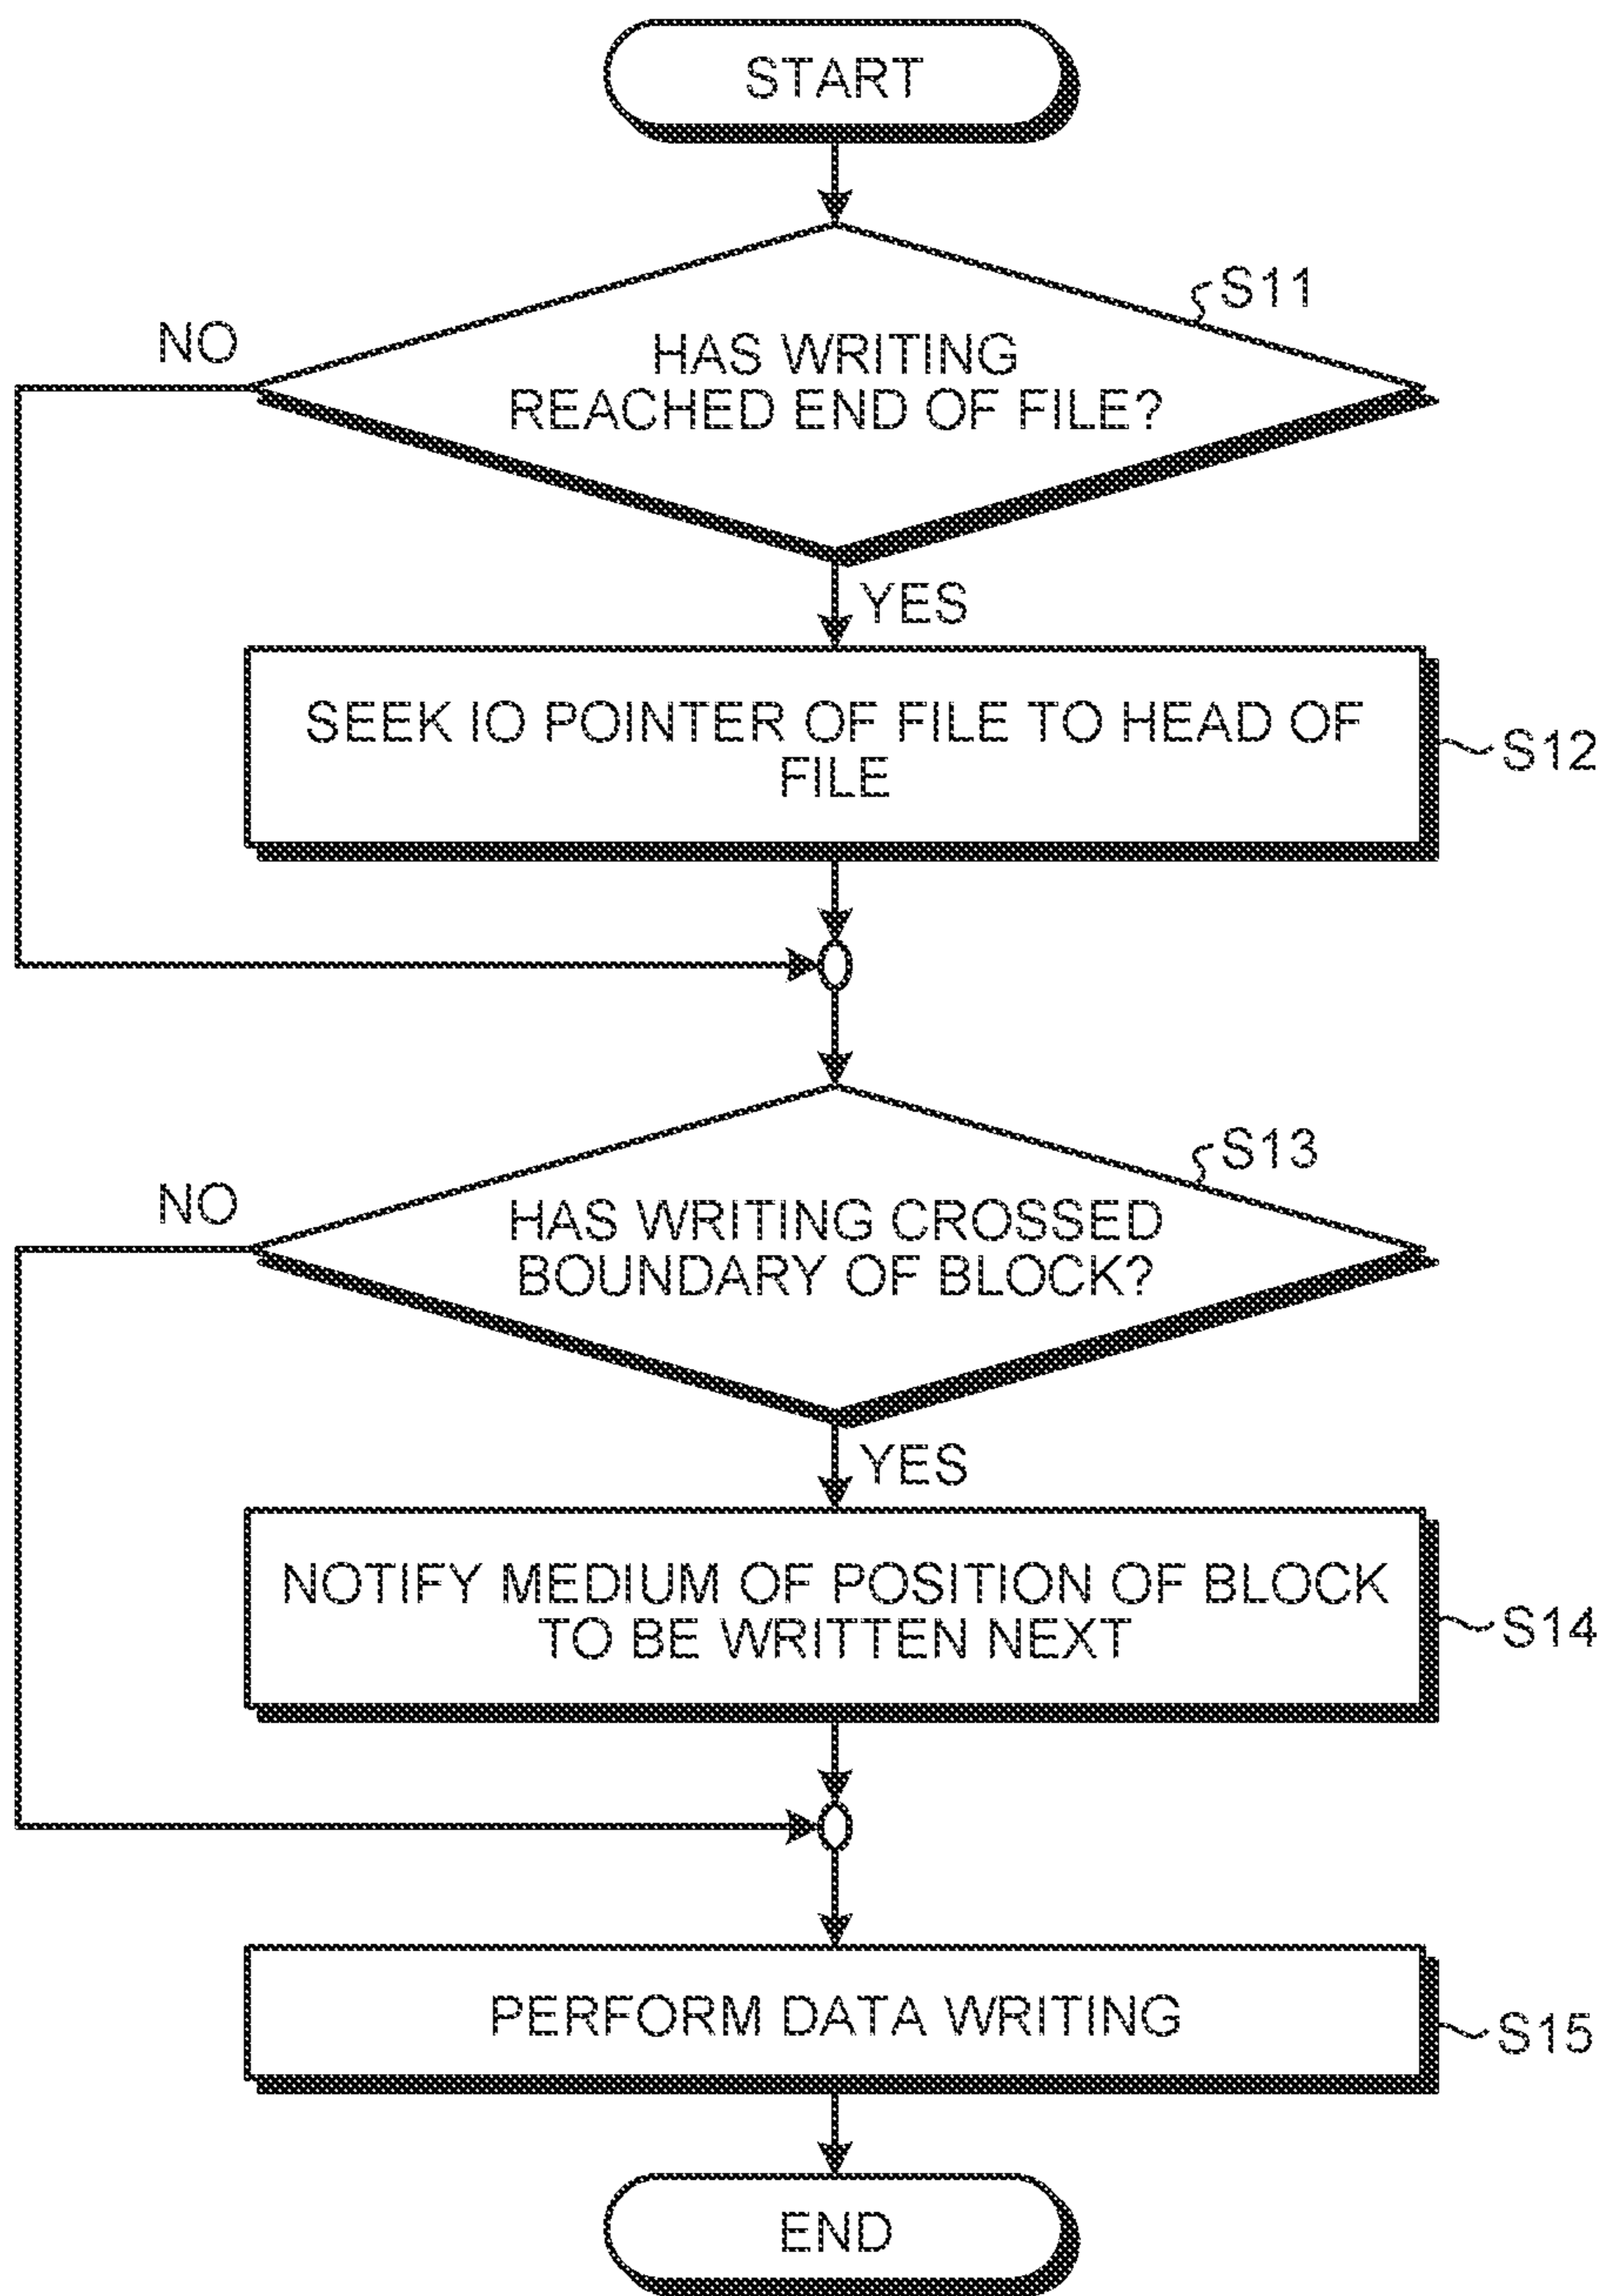 START
S11
NO
HAS WRITING
REACHED END OF FILE?
YES
SEEK IO POINTER OF FILE TO HEAD OF
FILE
S12
S13
NO
HAS WRITING CROSSED
BOUNDARY OF BLOCK?
YES
NOTIFY MEDIUM OF POSITION OF BLOCK
TO BE WRITTEN NEXT
S14
PERFORM DATA WRITING
S15
END